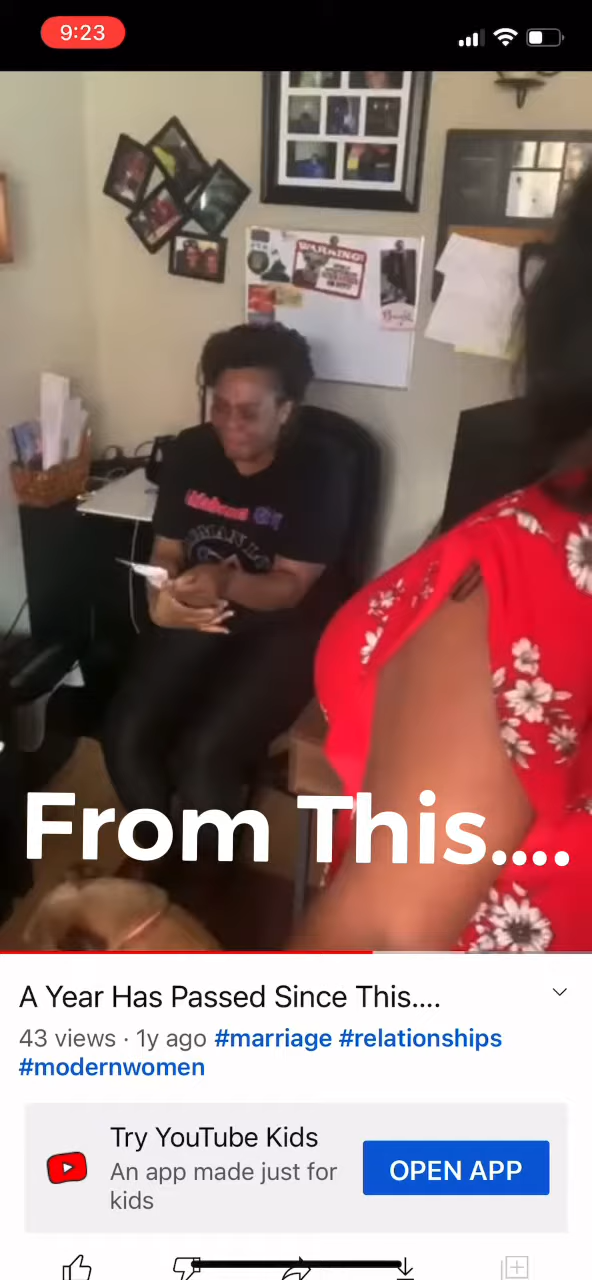 9:23
WARNING!
From This....
A Year Has Passed Since This....
43 views · 1y ago #marriage #relationships
#modernwomen
Try YouTube Kids
An app made just for
kids
OPEN APP